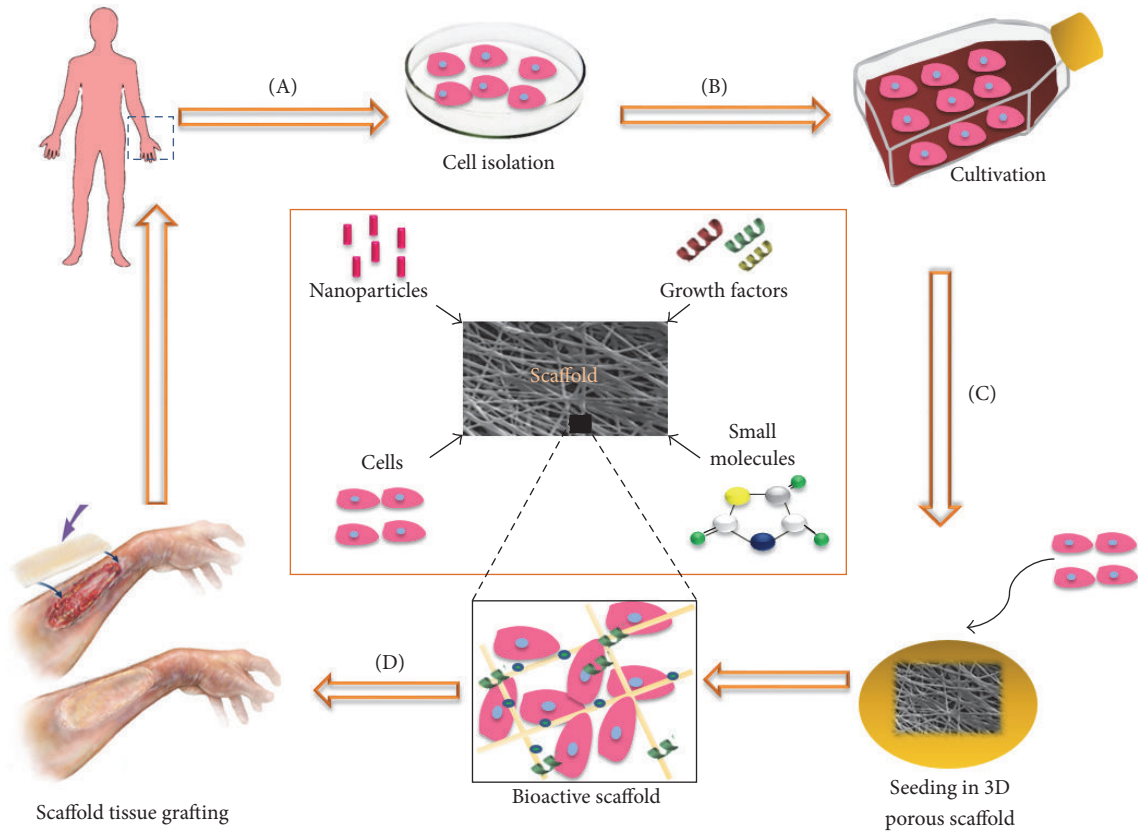 (A)
Cell isolation
(B)
Cultivation
Nanoparticles
Growth factors
Scaffold
(C)
Cells
Small
molecules
(D)
Scaffold tissue grafting
Bioactive scaffold
Seeding in 3D
porous scaffold